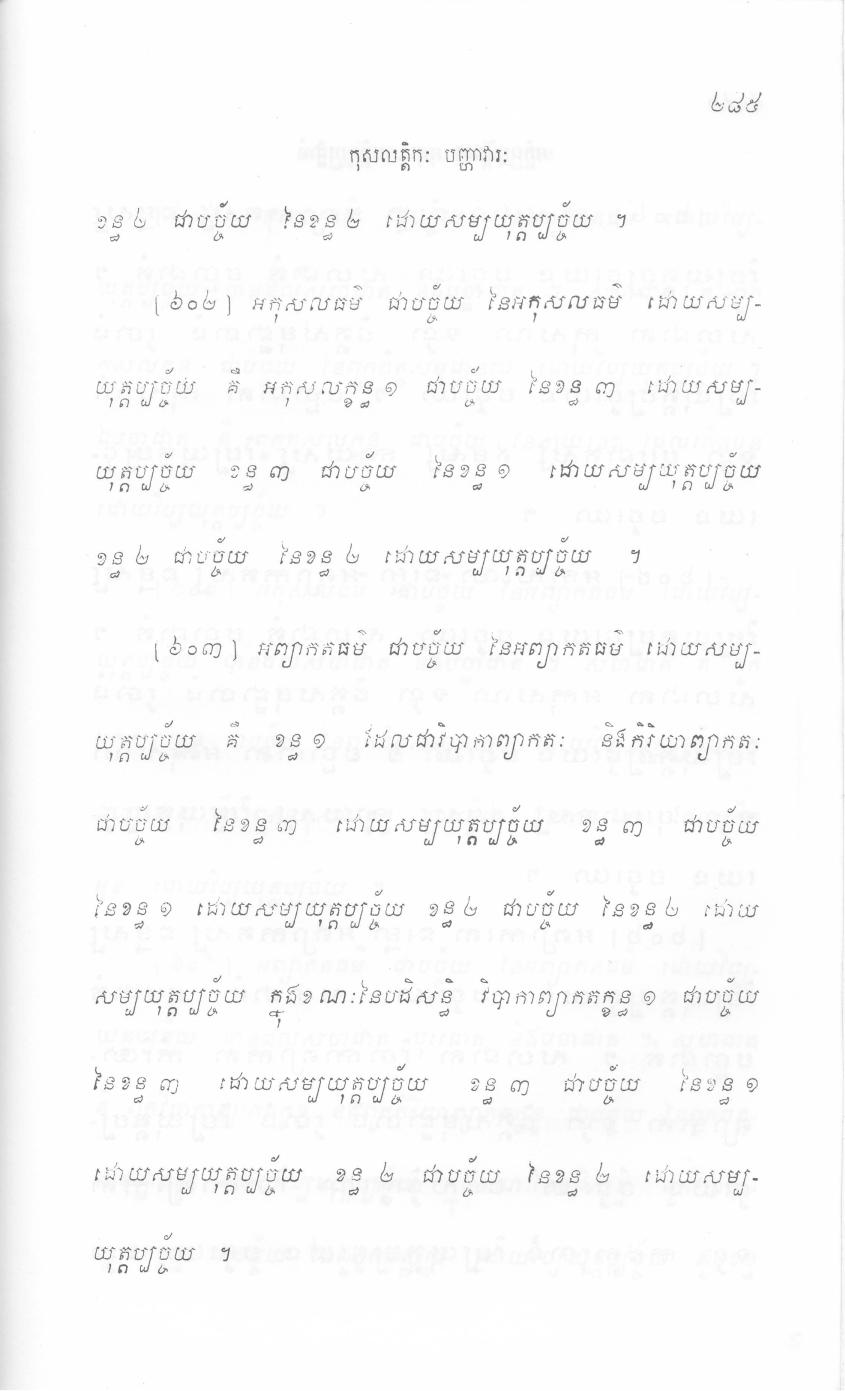 ២៨៥
កុសលត្តិកៈ បញ្ហាវារៈ
ខន្ធ ២ ជាបច្ច័យ នៃខន្ធ ២ ដោយសម្បយុត្តប្បច្ច័យ ។
[ ៦០២ ] អកុសលធម៌ ជាបច្ច័យ នៃអកុសលធម៌ ដោយសម្ប-
យុត្តប្បច្ច័យ គឺ អកុសលក្ខន្ធ ១ ជាបច្ច័យ នៃខន្ធ ៣ ដោយសម្ប-
យុត្តប្បច្ច័យ ខន្ធ ៣ ជាបច្ច័យ នៃខន្ធ ១ ដោយសម្បយុត្តប្បច្ច័យ
ខន្ធ ២ ជាបច្ច័យ នៃខន្ធ ២ ដោយសម្បយុត្តប្បច្ច័យ ។
[ ៦០៣ ] អព្យាកតធម៌ ជាបច្ច័យ នៃអព្យាកតធម៌ ដោយសម្ប-
យុត្តប្បច្ច័យ គឺ ខន្ធ ១ ដែលជាវិបាកាព្យាកតៈ និងកិរិយាព្យាកតៈ
ជាបច្ច័យ នៃខន្ធ ៣ ដោយសម្បយុត្តប្បច្ច័យ ខន្ធ ៣ ជាបច្ច័យ
នៃខន្ធ ១ ដោយសម្បយុត្តប្បច្ច័យ ខន្ធ ២ ជាបច្ច័យ នៃខន្ធ ២ ដោយ
សម្បយុត្តប្បច្ច័យ ក្នុងខណៈនៃបដិសន្ធិ វិបាកាព្យាកតក្ខន្ធ ១ ជាបច្ច័យ
នៃខន្ធ ៣ ដោយសម្បយុត្តប្បច្ច័យ ខន្ធ ៣ ជាបច្ច័យ នៃខន្ធ ១
ដោយសម្បយុត្តប្បច្ច័យ ខន្ធ ២ ជាបច្ច័យ នៃខន្ធ ២ ដោយសម្ប-
យុត្តប្បច្ច័យ ។